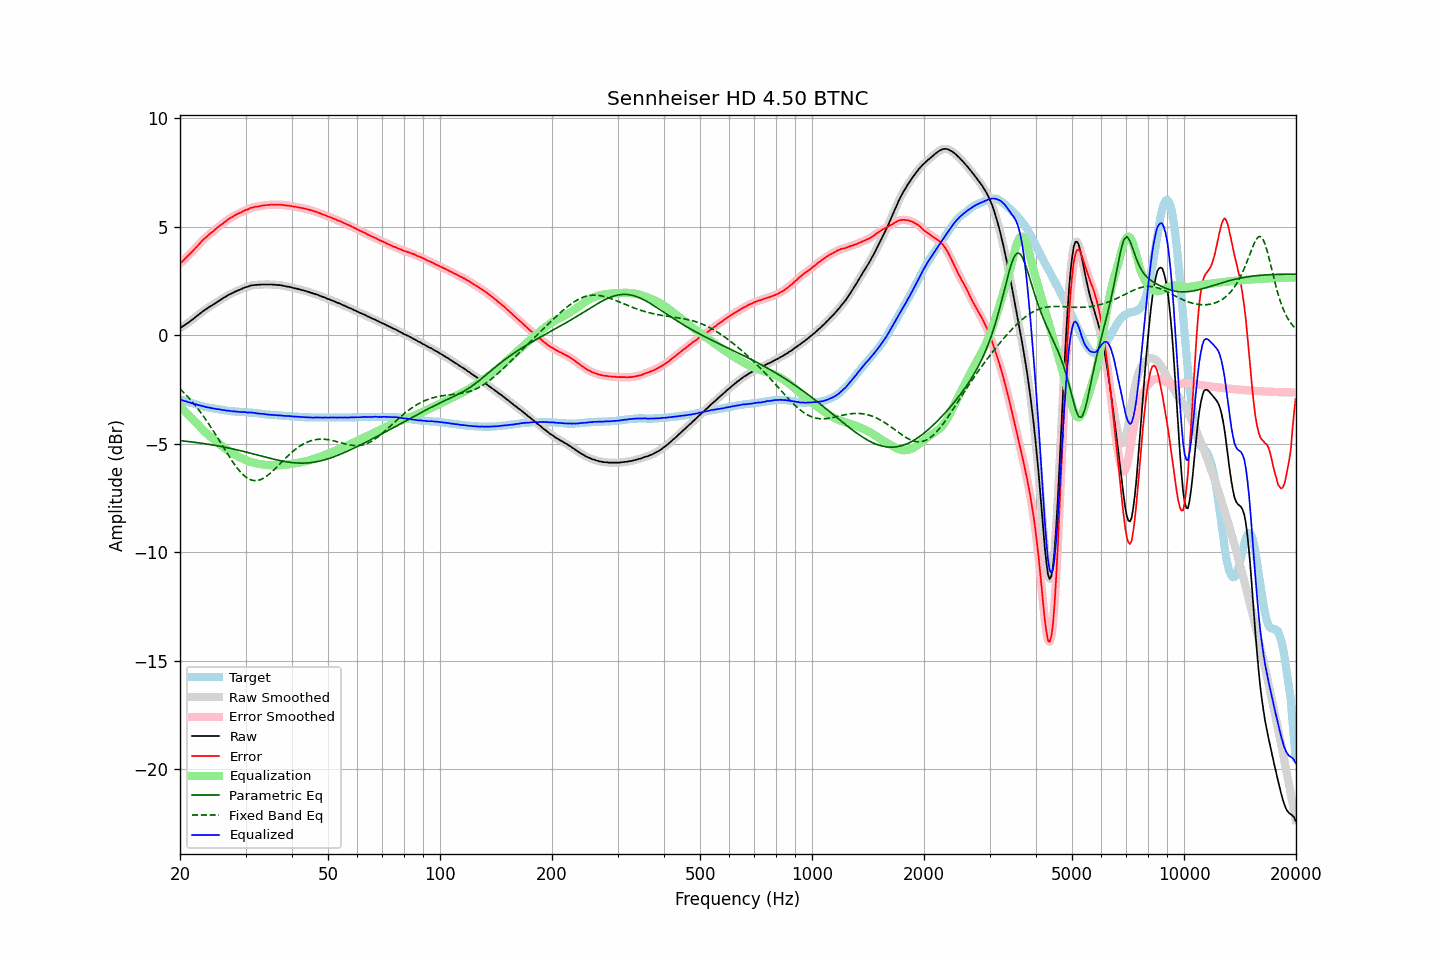 Sennheiser HD 4.50 BTNC
10
5
0
−5
−10
−15
−20
Amplitude (dBr)
Target
Raw Smoothed
Error Smoothed
Raw
Error
Equalization
Parametric Eq
Fixed Band Eq
Equalized
20 50 100 200 500 1000 2000 5000 10000 20000
Frequency (Hz)